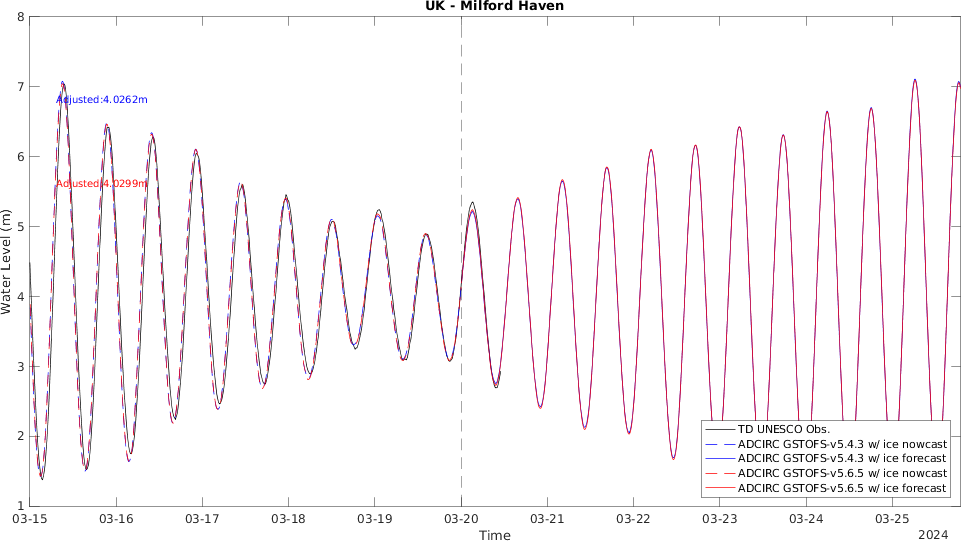 UK - Milford Haven
8
7
6
5
4
3
2
1
Water Level (m)
Adjusted:4.0262m
Adjusted:4.0299m
TD UNESCO Obs.
ADCIRC GSTOFS-v5.4.3 w/ ice nowcast
ADCIRC GSTOFS-v5.4.3 w/ ice forecast
ADCIRC GSTOFS-v5.6.5 w/ ice nowcast
ADCIRC GSTOFS-v5.6.5 w/ ice forecast
03-15 03-16 03-17 03-18 03-19 03-20 03-21 03-22 03-23 03-24 03-25
Time
2024